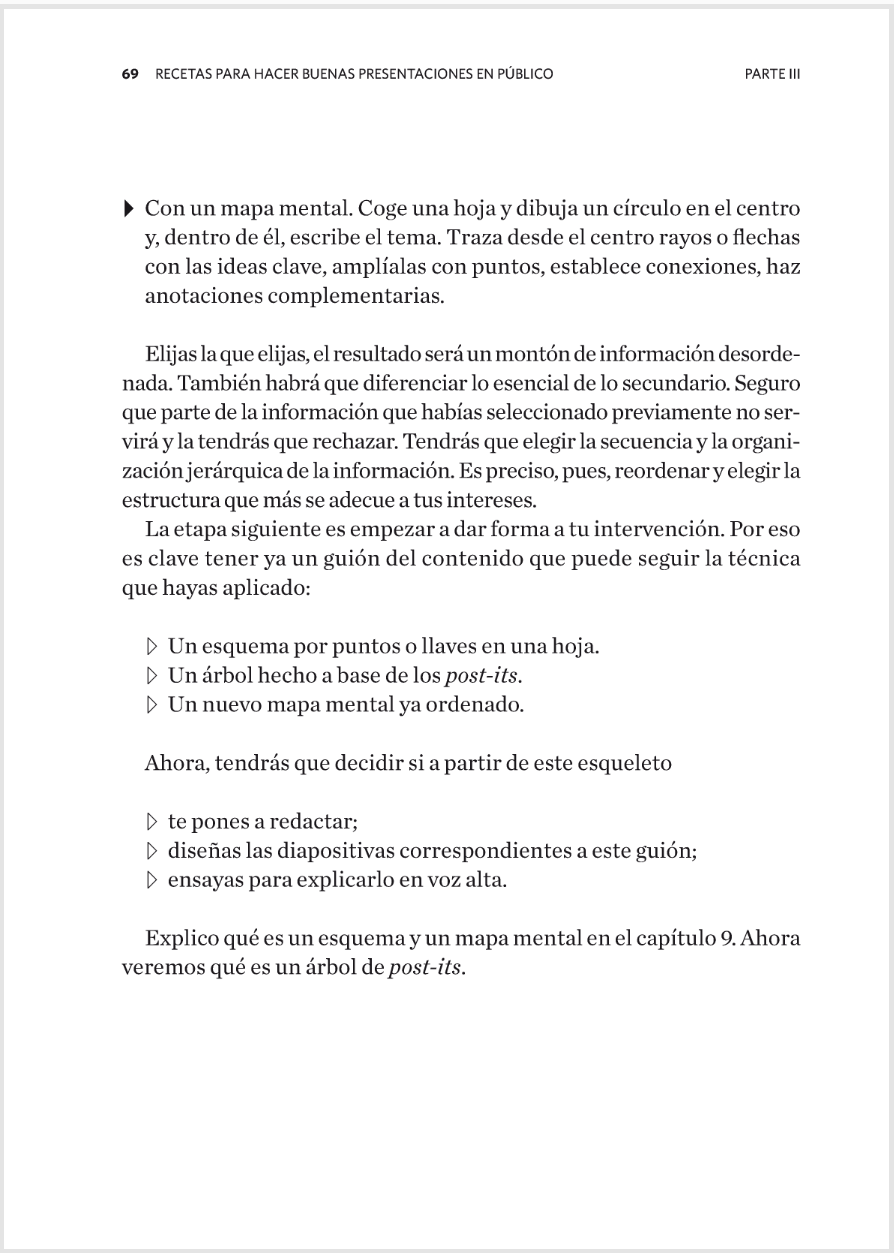 69 RECETAS PARA HACER BUENAS PRESENTACIONES EN PÚBLICO PARTE III
Con un mapa mental. Coge una hoja y dibuja un círculo en el centro
y, dentro de él, escribe el tema. Traza desde el centro rayos o flechas
con las ideas clave, amplíalas con puntos, establece conexiones, haz
anotaciones complementarias.
Elijas la que elijas, el resultado será un montón de información desorde-
nada. También habrá que diferenciar lo esencial de lo secundario. Seguro
que parte de la información que habías seleccionado previamente no ser-
virá y la tendrás que rechazar. Tendrás que elegir la secuencia y la organi-
zación jerárquica de la información. Es preciso, pues, reordenar y elegir la
estructura que más se adecue a tus intereses.
La etapa siguiente es empezar a dar forma a tu intervención. Por eso
es clave tener ya un guión del contenido que puede seguir la técnica
que hayas aplicado:
Un esquema por puntos o llaves en una hoja.
Un árbol hecho a base de los post-its.
Un nuevo mapa mental ya ordenado.
Ahora, tendrás que decidir si a partir de este esqueleto
te pones a redactar;
diseñas las diapositivas correspondientes a este guión;
ensayas para explicarlo en voz alta.
Explico qué es un esquema y un mapa mental en el capítulo 9. Ahora
veremos qué es un árbol de post-its.